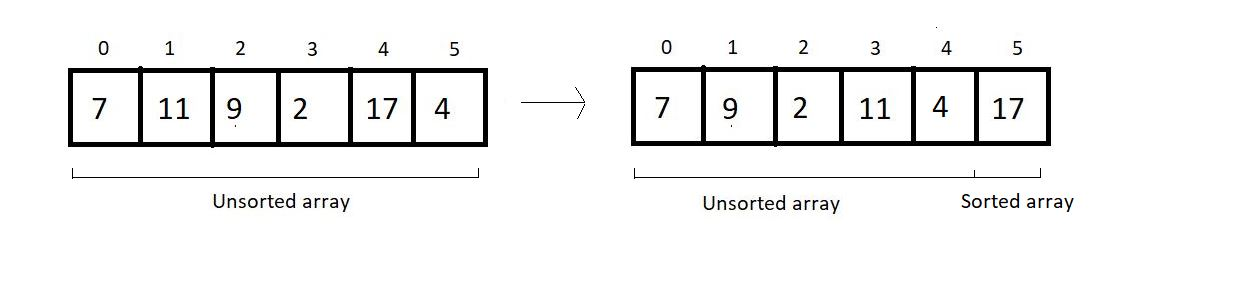 0 1 2 3 4 5
7 11 9 2 17 4
Unsorted array
0 1 2 3 4 5
7 9 2 11 4 17
Unsorted array Sorted array